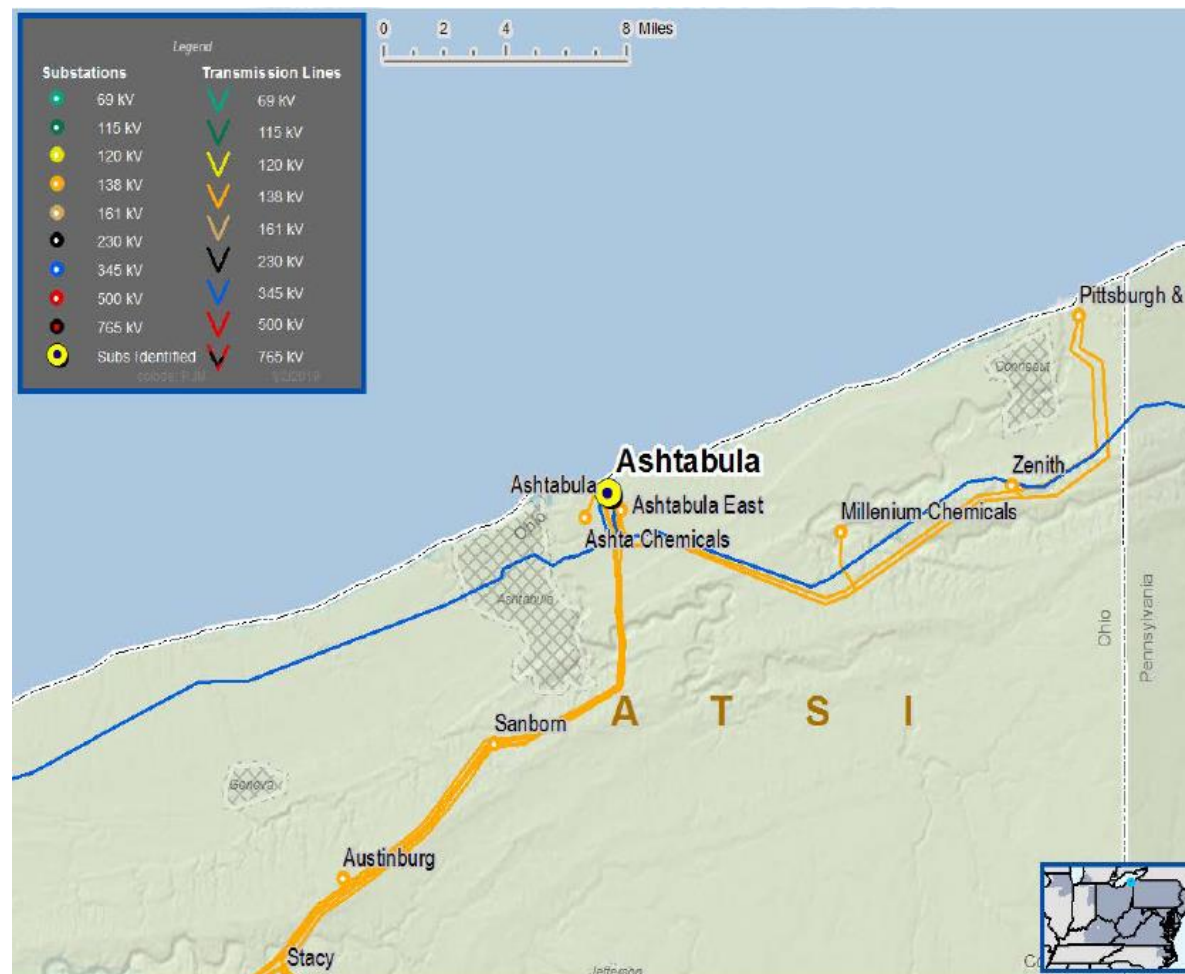 Legend
Substations
69 kV
115 kV
120 kV
138 kV
161 kV
230 kV
345 kV
500 kV
765 kV
Subs Identified
Transmission Lines
69 kV
115 kV
120 kV
138 kV
161 kV
230 kV
345 kV
500 kV
765 kV
0 2 4 8 Miles
Pittsburgh &
Conneaut
Ashtabula
Ashtabula
Zenith
Ashtabula East
Millenium Chemicals
Ohio
Ashta Chemicals
Ashtabula
Ohio
Pennsylvania
A T S I
Sanborn
Geneva
Austinburg
Stacy
Jefferson